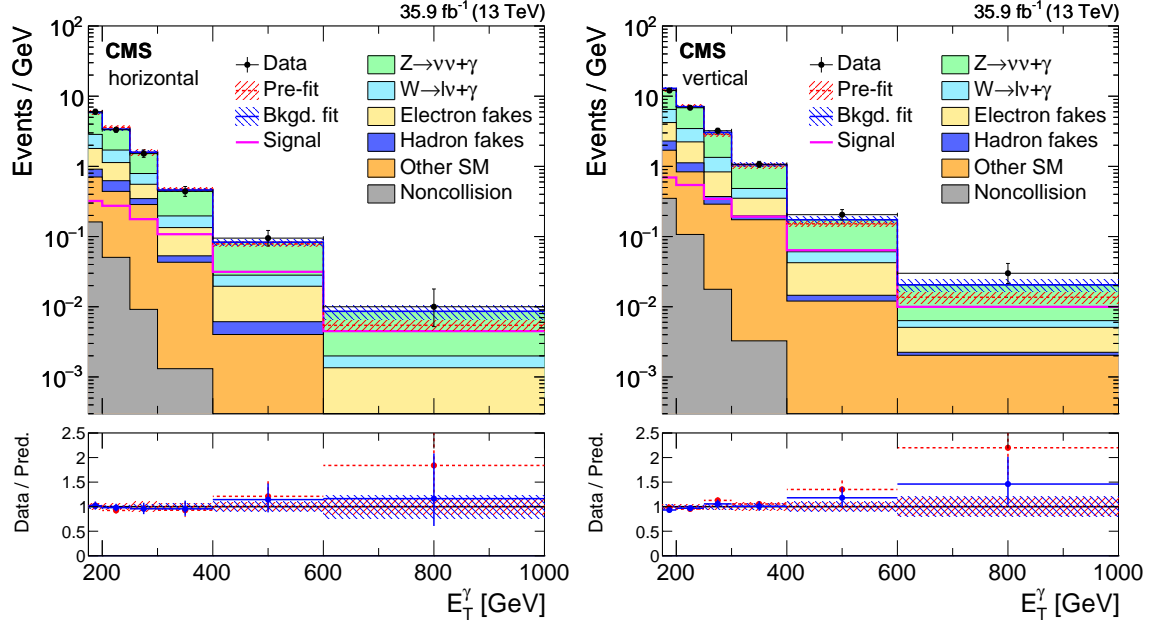 35.9 fb⁻¹ (13 TeV)
Events / GeV
10²
10
1
10⁻¹
10⁻²
10⁻³
CMS
horizontal
Data
Pre-fit
Bkgd. fit
Signal
Z→νν+γ
W→lν+γ
Electron fakes
Hadron fakes
Other SM
Noncollision
Data / Pred.
2.5
2
1.5
1
0.5
0
200 400 600 800 1000
E_T^γ [GeV]
35.9 fb⁻¹ (13 TeV)
Events / GeV
10²
10
1
10⁻¹
10⁻²
10⁻³
CMS
vertical
Data
Pre-fit
Bkgd. fit
Signal
Z→νν+γ
W→lν+γ
Electron fakes
Hadron fakes
Other SM
Noncollision
Data / Pred.
2.5
2
1.5
1
0.5
0
200 400 600 800 1000
E_T^γ [GeV]